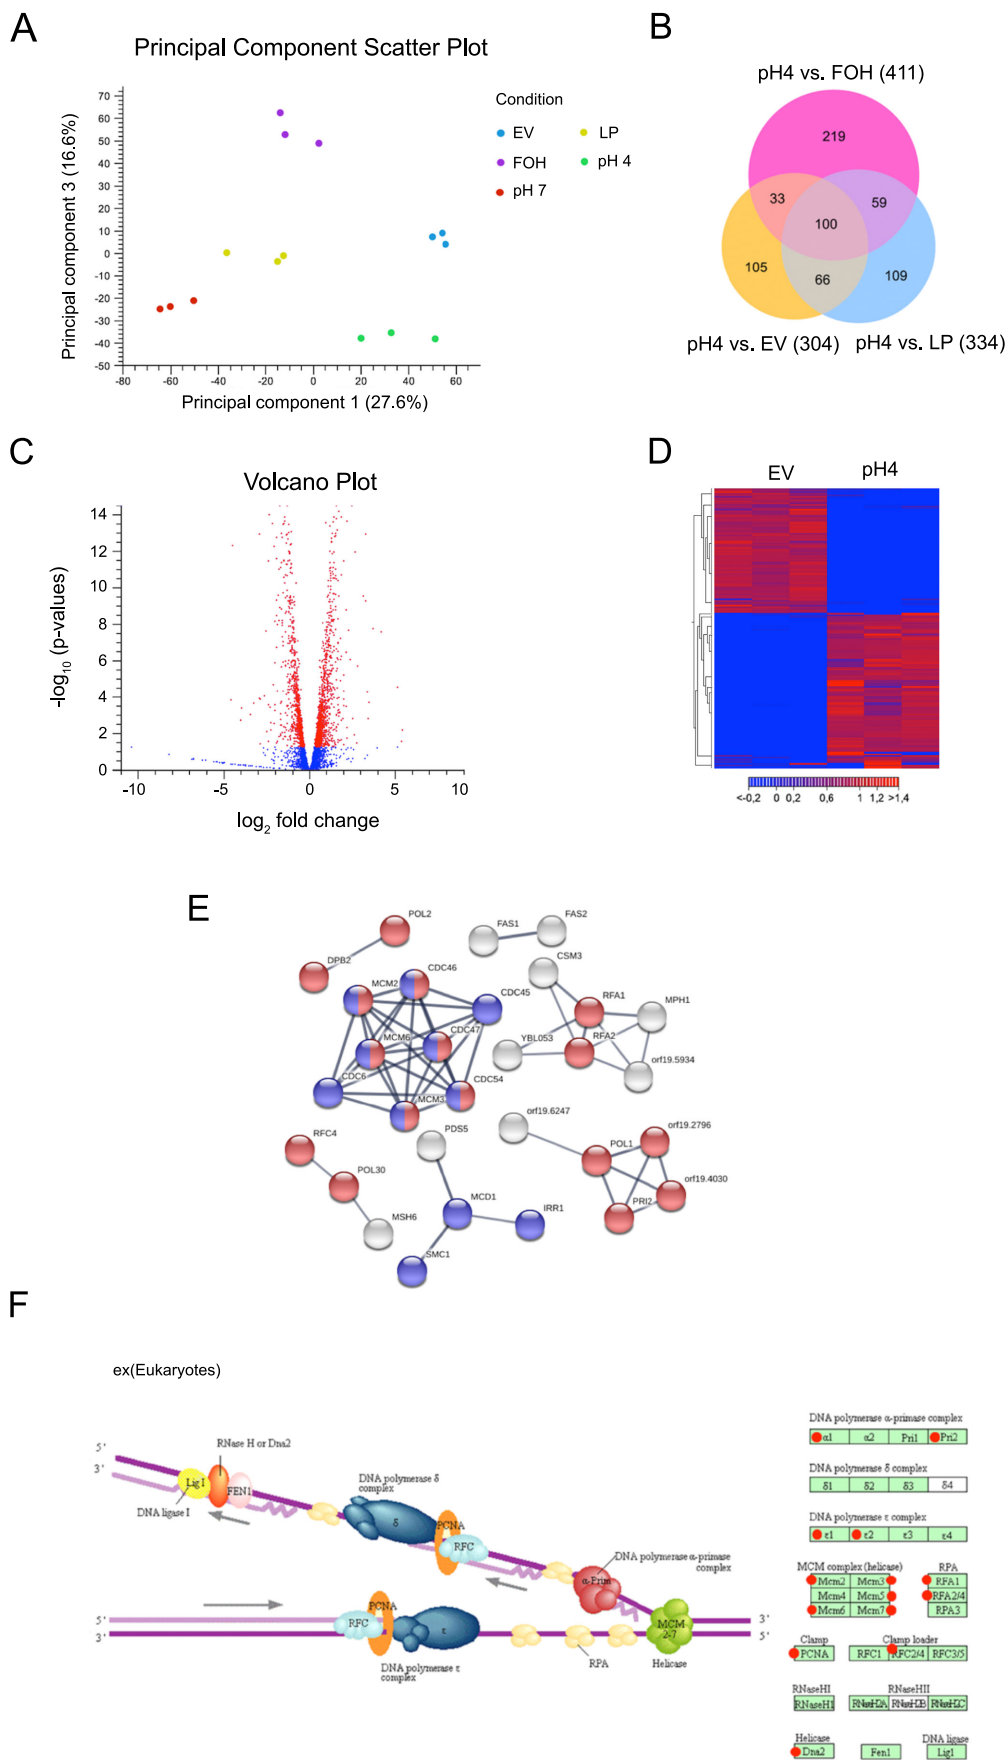 A
Principal Component Scatter Plot
Principal component 3 (16.6%)
70
60
50
40
30
20
10
0
-10
-20
-30
-40
-50
-80 -60 -40 -20 0 20 40 60
Principal component 1 (27.6%)
Condition
EV LP
FOH pH 4
pH 7
B
pH4 vs. FOH (411)
219
33 59
100
105 66 109
pH4 vs. EV (304) pH4 vs. LP (334)
C
Volcano Plot
-log10 (p-values)
14
12
10
8
6
4
2
0
-10 -5 0 5 10
log2 fold change
D
EV pH4
<-0,2 0 0,2 0,6 1 1,2 >1,4
E
POL2
DPB2
FAS1
FAS2
CDC46
MCM2
CDC45
MCM6
CDC47
CDC6
MCM3
CDC54
CSM3
RFA1
MPH1
YBL053
RFA2
orf19.5934
RFC4
POL30
MSH6
PDS5
MCD1
IRR1
SMC1
orf19.6247
orf19.2796
POL1
orf19.4030
PRI2
F
ex(Eukaryotes)
5'
3'
RNase H or Dna2
Lig I
FEN1
DNA ligase I
DNA polymerase δ
complex
δ
PCNA
RFC
DNA polymerase α-primase
complex
α-Prim
5'
3'
RFC
PCNA
ε
DNA polymerase ε
complex
RPA
MCM
2-7
Helicase
3'
5'
DNA polymerase α-primase complex
α1 α2 Pri1 Pri2
DNA polymerase δ complex
δ1 δ2 δ3 δ4
DNA polymerase ε complex
ε1 ε2 ε3 ε4
MCM complex (helicase) RPA
Mcm2 Mcm3 RFA1
Mcm4 Mcm5 RFA2/4
Mcm6 Mcm7 RPA3
Clamp Clamp loader
PCNA RFC1 RFC2/4 RFC3/5
RNaseHI RNaseHII
RNaseH1 RNaseH2A RNaseH2B RNaseH2C
Helicase DNA ligase
Dna2 Fen1 Lig1